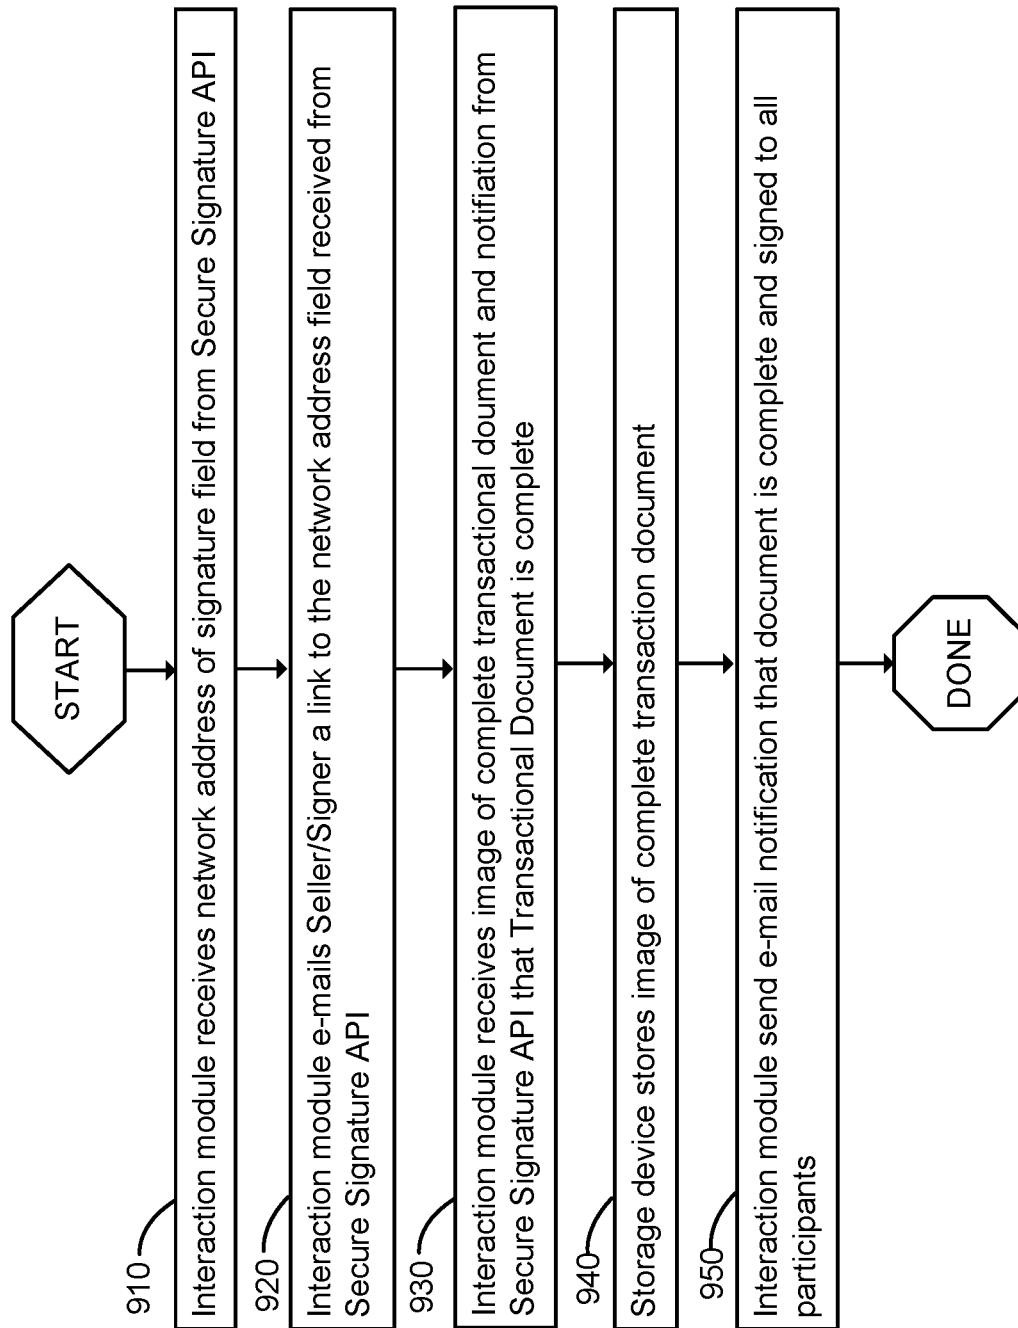 START
910
Interaction module receives network address of signature field from Secure Signature API
920
Interaction module e-mails Seller/Signer a link to the network address field received from
Secure Signature API
930
Interaction module receives image of complete transactional doument and notifiation from
Secure Signature API that Transactional Document is complete
940
Storage device stores image of complete transaction document
950
Interaction module send e-mail notification that document is complete and signed to all
participants
DONE